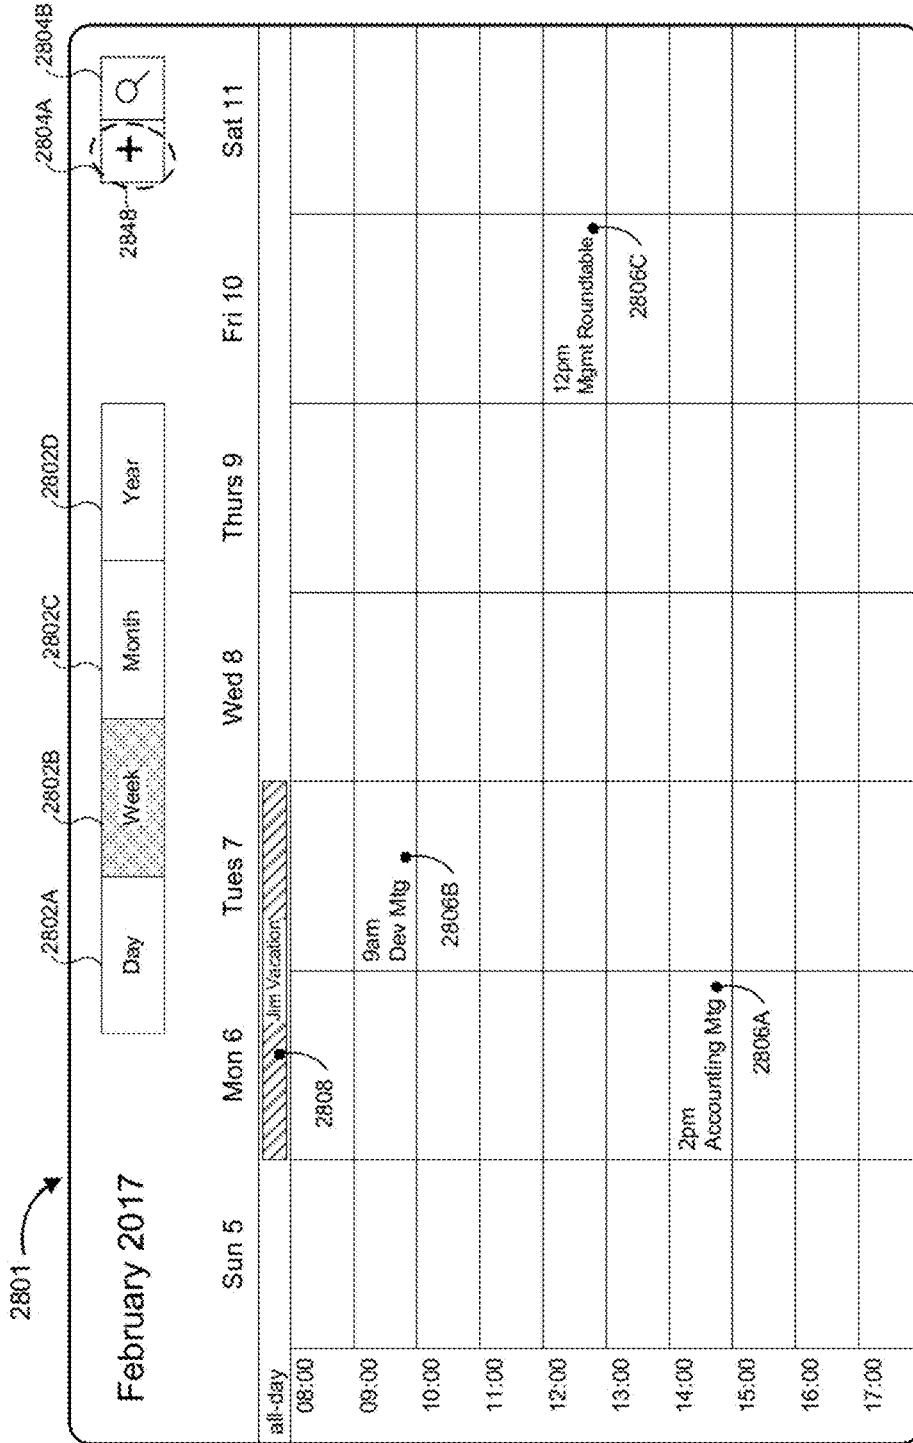 2801
February 2017
2802A
2802B
2802C
2802D
2804A
2804B
Day
Week
Month
Year
+
2848
Sun 5
Mon 6
Tues 7
Wed 8
Thurs 9
Fri 10
Sat 11
all-day
Jim Vacation
2808
08:00
09:00
9am
Dev Mtg
2806B
10:00
11:00
12:00
12pm
Mgmt Roundtable
2806C
13:00
14:00
2pm
Accounting Mtg
2806A
15:00
16:00
17:00